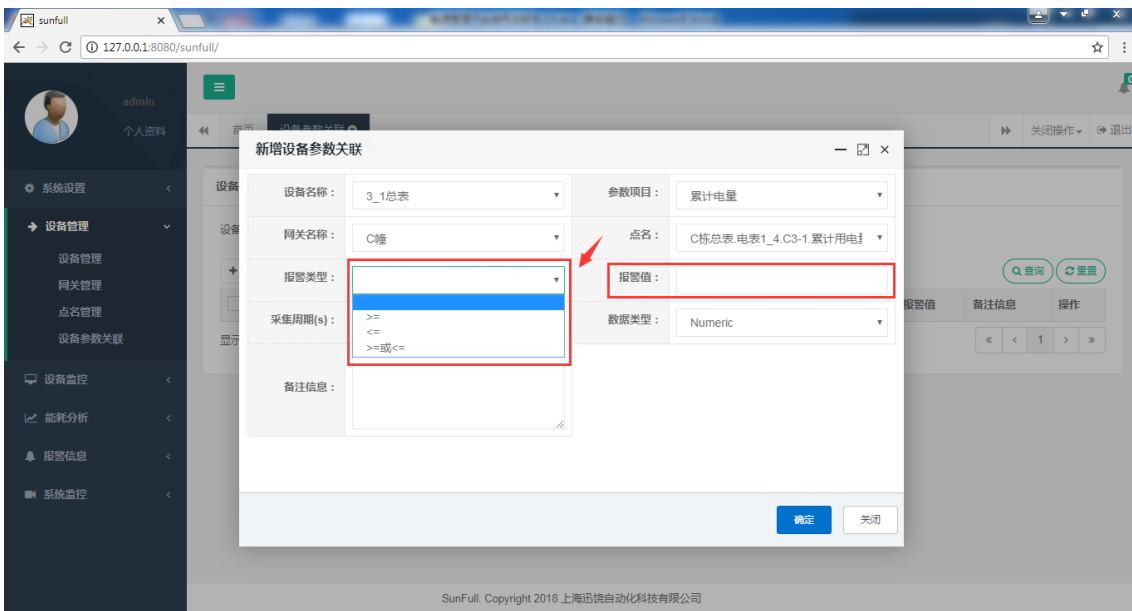 sunfull
127.0.0.1:8080/sunfull/
admin
个人资料
首页 设备参数关联
关闭操作 退出
新增设备参数关联
系统设置
设备
设备名称： 3_1总表 参数项目： 累计电量
设备管理
设备
网关名称： C幢 点名： C栋总表.电表1_4.C3-1.累计用电量
设备管理
网关管理
点名管理
设备参数关联
报警类型： 报警值：
查询 重置
>=
<=
>=或<=
采集周期(s)： 数据类型： Numeric
报警值 备注信息 操作
显示
« < 1 > »
设备监控
备注信息：
能耗分析
报警信息
系统监控
确定 关闭
SunFull. Copyright 2018 上海迅饶自动化科技有限公司